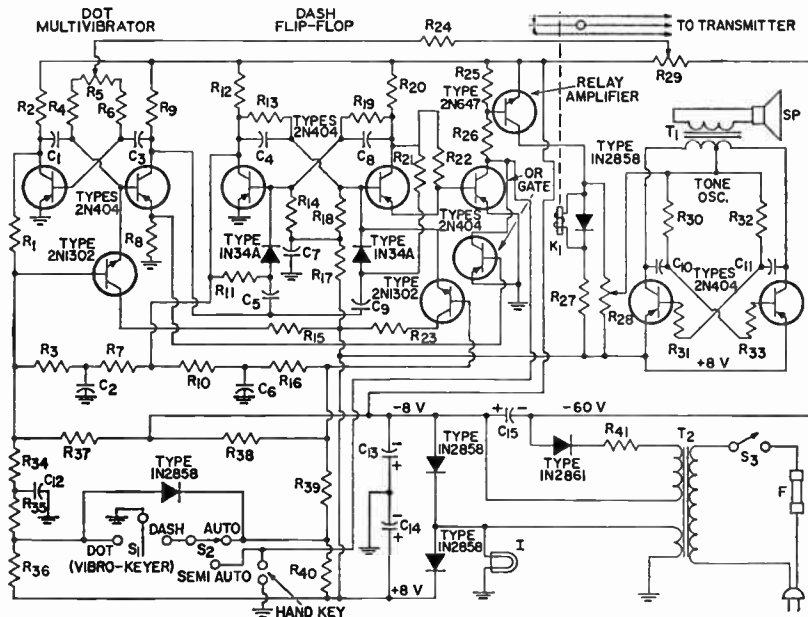 DOT
MULTIVIBRATOR
DASH
FLIP-FLOP
R24
TO TRANSMITTER
R29
R2
R4
R5
R6
R9
R12
R13
R19
R20
R25
TYPE
2N647
RELAY
AMPLIFIER
R26
C1
C3
TYPES
2N404
C4
TYPES
2N404
C8
R21
R22
OR
GATE
TYPES
2N404
TYPE
IN2858
SP
T1
TONE
OSC.
R1
TYPE
2N1302
R8
R14
R18
TYPE
1N34A
C7
R17
TYPE
1N34A
R11
C5
C9
TYPE
2N1302
K1
R27
R28
R30
R32
C10
TYPES
2N404
C11
R31
R33
+8 V
R15
R23
R3
R7
C2
R10
C6
R16
R37
R38
-8 V
-60 V
C15
+
-
R41
TYPE
IN2861
T2
S3
F
R34
C12
R35
R36
TYPE
IN2858
DOT
(VIBRO-KEYER)
S1
DASH
S2
AUTO
SEMI AUTO
HAND KEY
R39
R40
C13
-
+
C14
-
+
TYPE
IN2858
TYPE
IN2858
I
+8 V